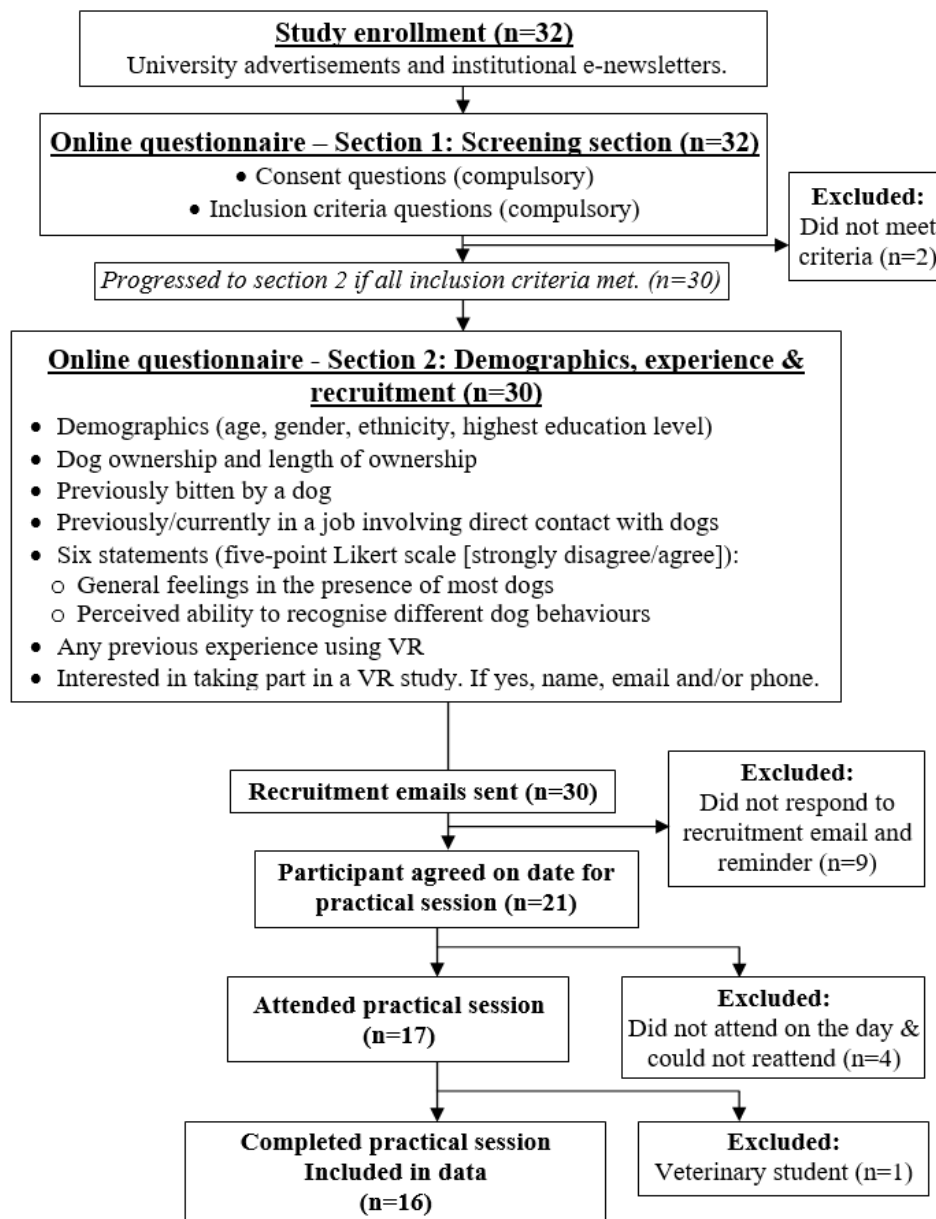 Study enrollment (n=32)
University advertisements and institutional e-newsletters.
Online questionnaire – Section 1: Screening section (n=32)
• Consent questions (compulsory)
• Inclusion criteria questions (compulsory)
Excluded:
Did not meet
criteria (n=2)
Progressed to section 2 if all inclusion criteria met. (n=30)
Online questionnaire - Section 2: Demographics, experience &
recruitment (n=30)
• Demographics (age, gender, ethnicity, highest education level)
• Dog ownership and length of ownership
• Previously bitten by a dog
• Previously/currently in a job involving direct contact with dogs
• Six statements (five-point Likert scale [strongly disagree/agree]):
o General feelings in the presence of most dogs
o Perceived ability to recognise different dog behaviours
• Any previous experience using VR
• Interested in taking part in a VR study. If yes, name, email and/or phone.
Recruitment emails sent (n=30)
Excluded:
Did not respond to
recruitment email and
reminder (n=9)
Participant agreed on date for
practical session (n=21)
Attended practical session
(n=17)
Excluded:
Did not attend on the day &
could not reattend (n=4)
Completed practical session
Included in data
(n=16)
Excluded:
Veterinary student (n=1)